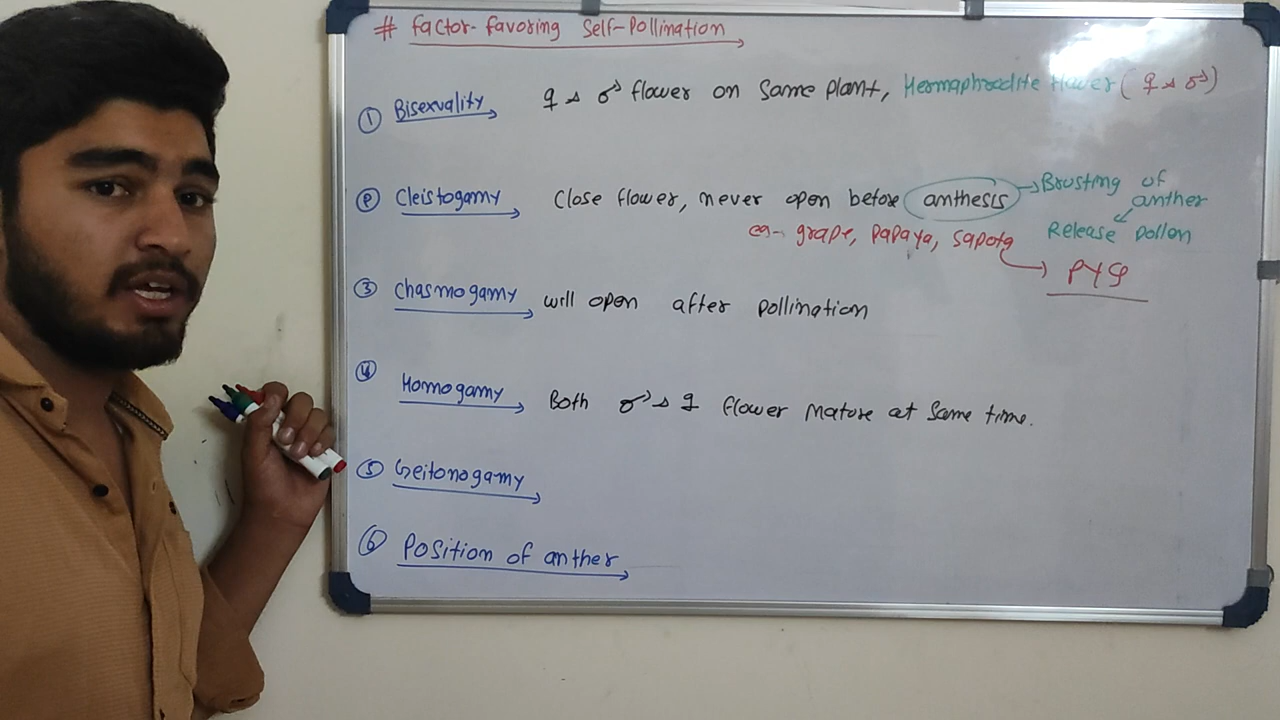 # Factor-favoring Self-Pollination
① Bisexuality ♀ & ♂ flower on Same plant, Hermaphrodite flower (♀ & ♂)
② Cleistogamy Close flower, never open before anthesis → Brusting of anther
eg- grape, papaya, sapota → PYQ Release pollen
③ chasmogamy will open after pollination
④ Homogamy Both ♂ & ♀ flower Mature at Same time.
⑤ Geitonogamy
⑥ Position of anther